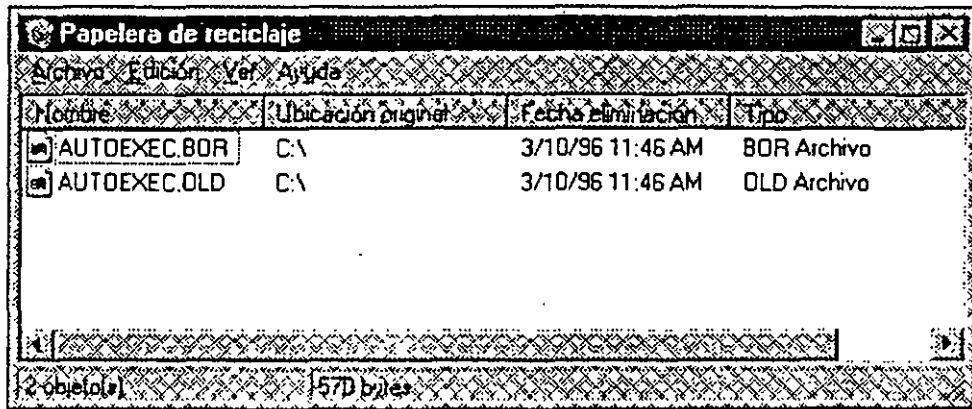 Papelera de reciclaje
Archivo Edición Ver Ayuda
Nombre Ubicación original Fecha eliminación Tipo
AUTOEXEC.BOR C:\ 3/10/96 11:46 AM BOR Archivo
AUTOEXEC.OLD C:\ 3/10/96 11:46 AM OLD Archivo
2 objeto(s) 570 bytes